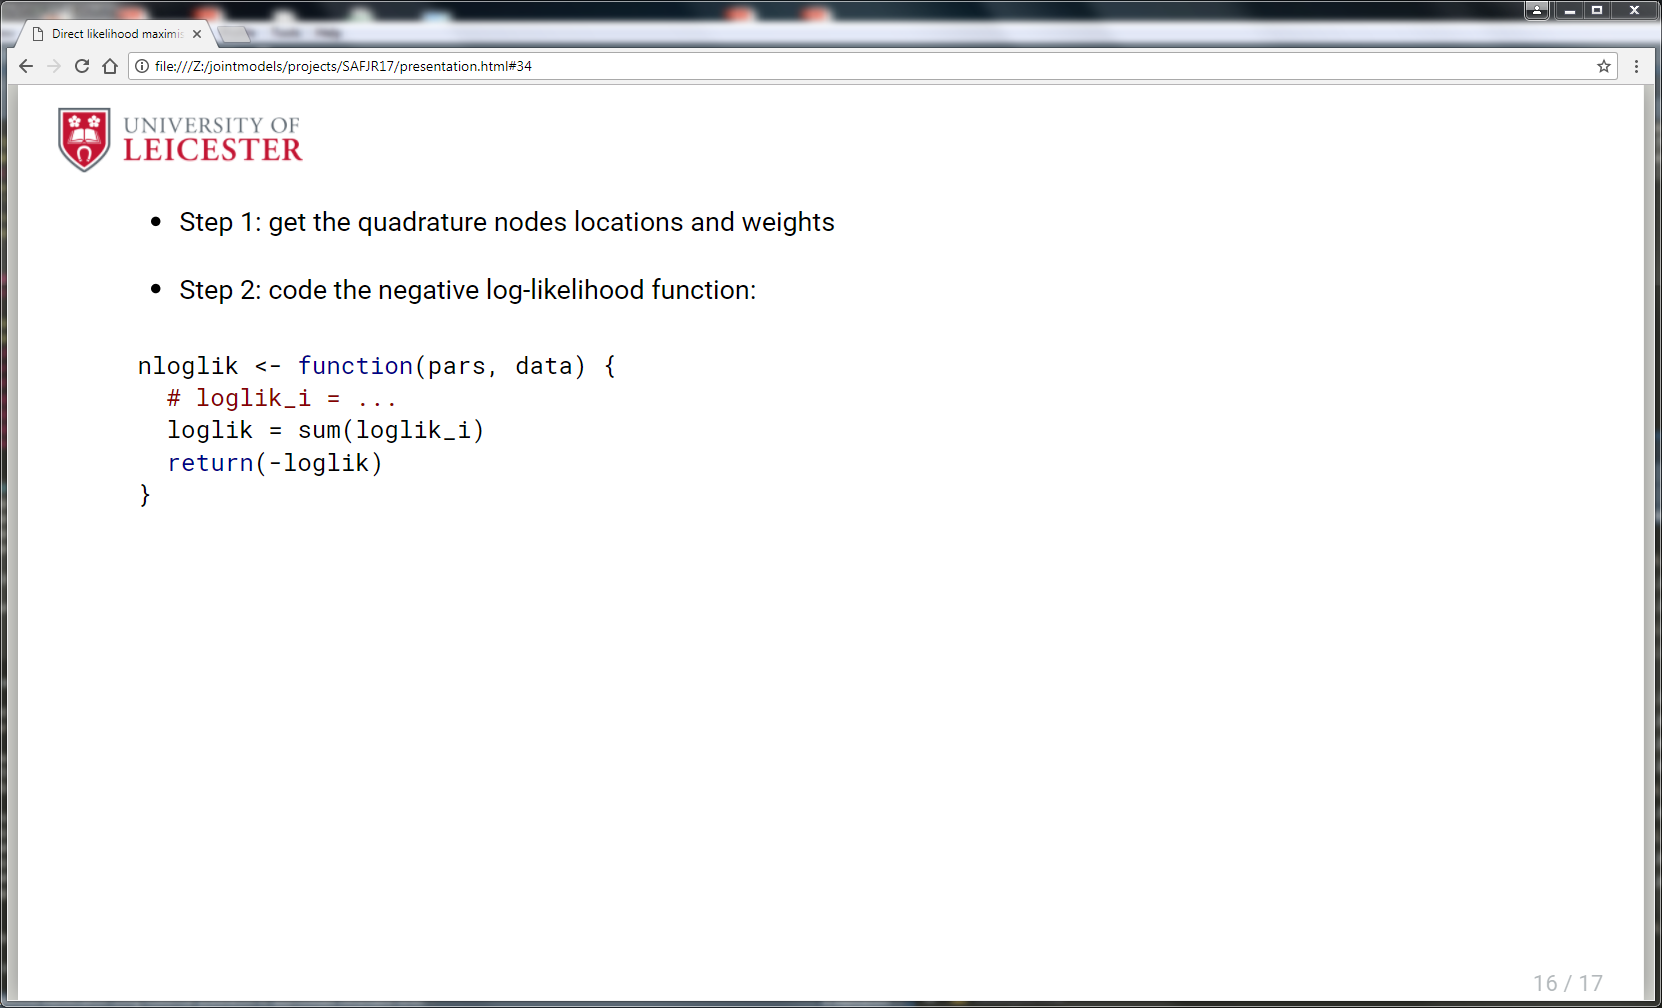 Direct likelihood maximis
file:///Z:/jointmodels/projects/SAFJR17/presentation.html#34
UNIVERSITY OF
LEICESTER
• Step 1: get the quadrature nodes locations and weights
• Step 2: code the negative log-likelihood function:
nloglik <- function(pars, data) {
  # loglik_i = ...
  loglik = sum(loglik_i)
  return(-loglik)
}
16 / 17